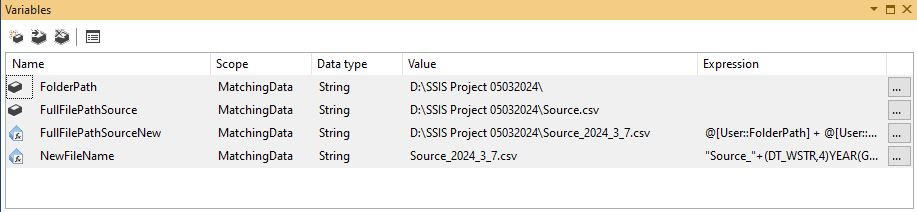 Variables
Name Scope Data type Value Expression
FolderPath MatchingData String D:\SSIS Project 05032024\ ...
FullFilePathSource MatchingData String D:\SSIS Project 05032024\Source.csv ...
FullFilePathSourceNew MatchingData String D:\SSIS Project 05032024\Source_2024_3_7.csv @[User::FolderPath] + @[User::... ...
NewFileName MatchingData String Source_2024_3_7.csv "Source_"+(DT_WSTR,4)YEAR(G... ...